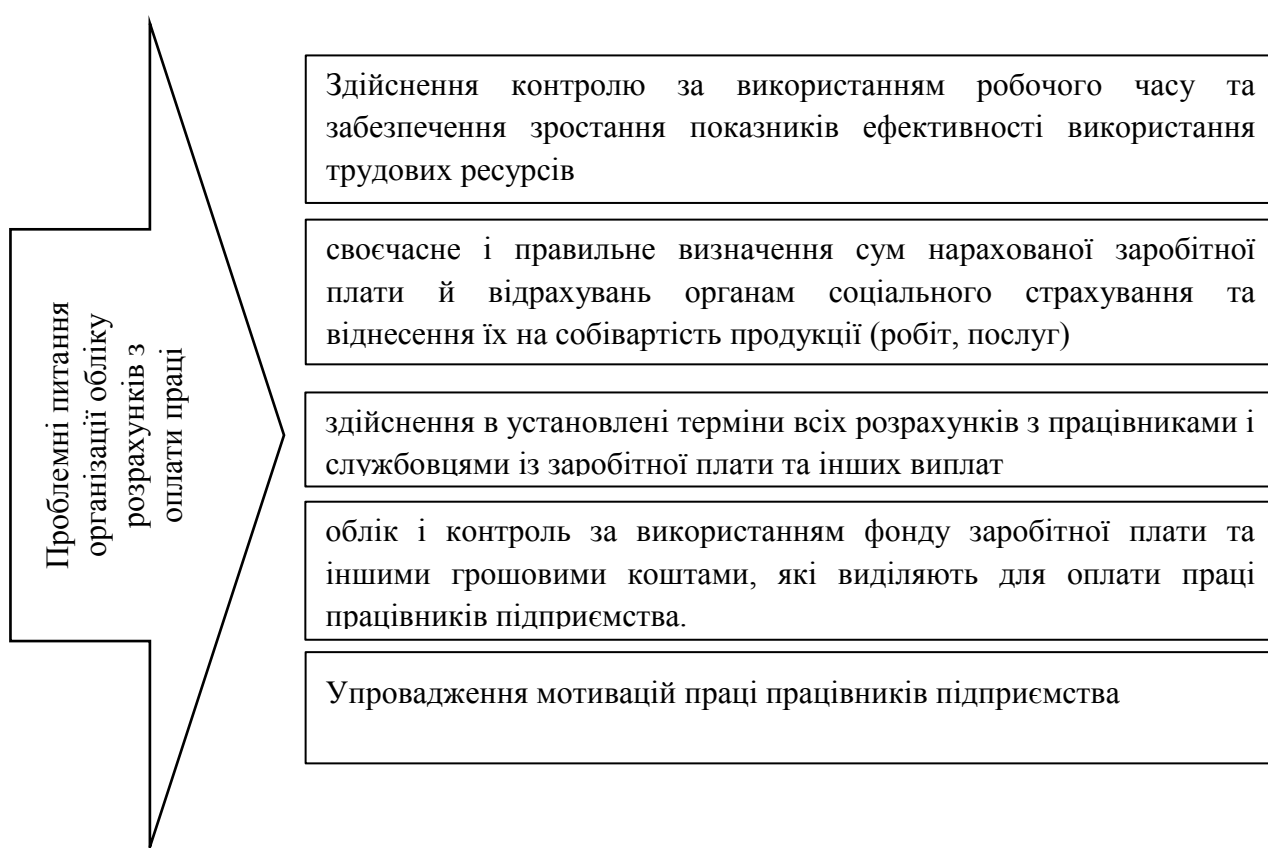 Проблемні питання
організації обліку
розрахунків з
оплати праці
Здійснення контролю за використанням робочого часу та
забезпечення зростання показників ефективності використання
трудових ресурсів
своєчасне і правильне визначення сум нарахованої заробітної
плати й відрахувань органам соціального страхування та
віднесення їх на собівартість продукції (робіт, послуг)
здійснення в установлені терміни всіх розрахунків з працівниками і
службовцями із заробітної плати та інших виплат
облік і контроль за використанням фонду заробітної плати та
іншими грошовими коштами, які виділяють для оплати праці
працівників підприємства.
Упровадження мотивацій праці працівників підприємства